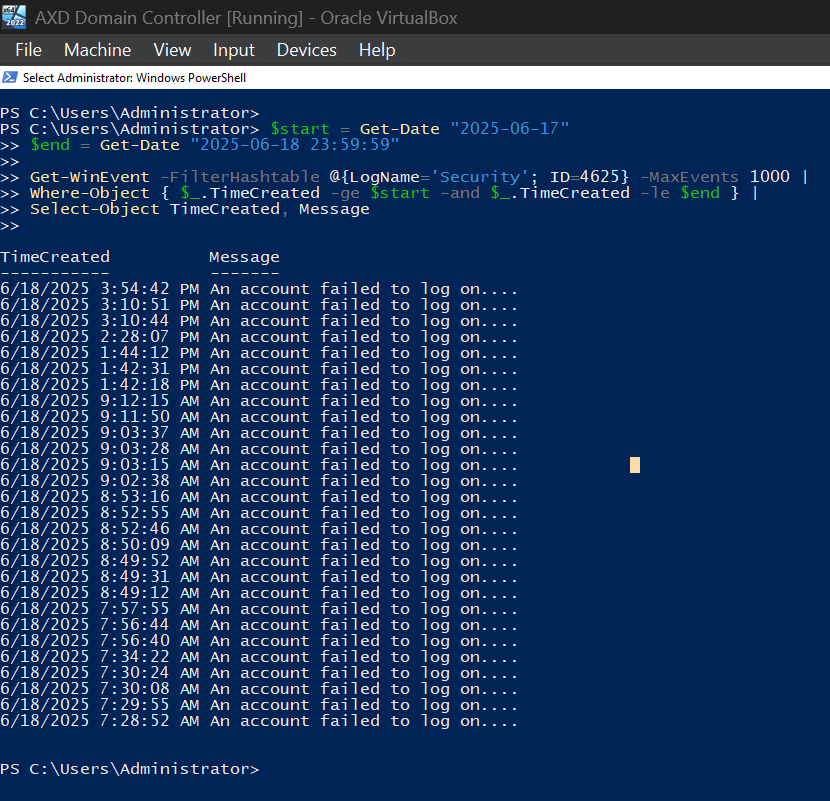 x64
2022
AXD Domain Controller [Running] - Oracle VirtualBox
File Machine View Input Devices Help
Select Administrator: Windows PowerShell
PS C:\Users\Administrator>
PS C:\Users\Administrator> $start = Get-Date "2025-06-17"
>> $end = Get-Date "2025-06-18 23:59:59"
>>
>> Get-WinEvent -FilterHashtable @{LogName='Security'; ID=4625} -MaxEvents 1000 |
>> Where-Object { $_.TimeCreated -ge $start -and $_.TimeCreated -le $end } |
>> Select-Object TimeCreated, Message
>>
TimeCreated Message
----------- -------
6/18/2025 3:54:42 PM An account failed to log on....
6/18/2025 3:10:51 PM An account failed to log on....
6/18/2025 3:10:44 PM An account failed to log on....
6/18/2025 2:28:07 PM An account failed to log on....
6/18/2025 1:44:12 PM An account failed to log on....
6/18/2025 1:42:31 PM An account failed to log on....
6/18/2025 1:42:18 PM An account failed to log on....
6/18/2025 9:12:15 AM An account failed to log on....
6/18/2025 9:11:50 AM An account failed to log on....
6/18/2025 9:03:37 AM An account failed to log on....
6/18/2025 9:03:28 AM An account failed to log on....
6/18/2025 9:03:15 AM An account failed to log on....
6/18/2025 9:02:38 AM An account failed to log on....
6/18/2025 8:53:16 AM An account failed to log on....
6/18/2025 8:52:55 AM An account failed to log on....
6/18/2025 8:52:46 AM An account failed to log on....
6/18/2025 8:50:09 AM An account failed to log on....
6/18/2025 8:49:52 AM An account failed to log on....
6/18/2025 8:49:31 AM An account failed to log on....
6/18/2025 8:49:12 AM An account failed to log on....
6/18/2025 7:57:55 AM An account failed to log on....
6/18/2025 7:56:44 AM An account failed to log on....
6/18/2025 7:56:40 AM An account failed to log on....
6/18/2025 7:34:22 AM An account failed to log on....
6/18/2025 7:30:24 AM An account failed to log on....
6/18/2025 7:30:08 AM An account failed to log on....
6/18/2025 7:29:55 AM An account failed to log on....
6/18/2025 7:28:52 AM An account failed to log on....
PS C:\Users\Administrator>